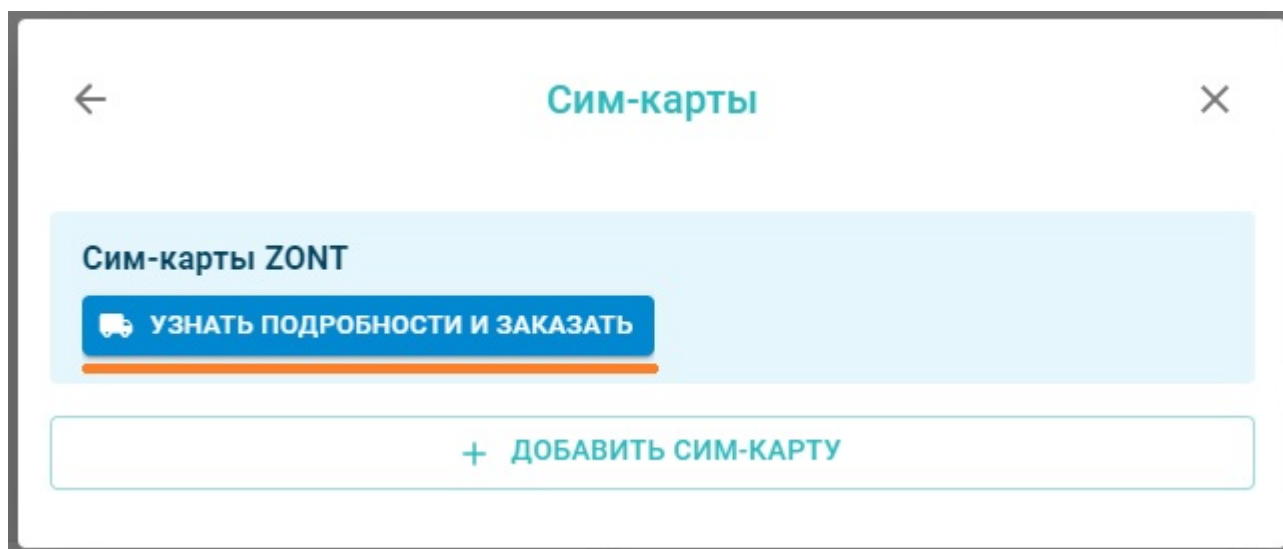 Сим-карты
Сим-карты ZONT
УЗНАТЬ ПОДРОБНОСТИ И ЗАКАЗАТЬ
+ ДОБАВИТЬ СИМ-КАРТУ